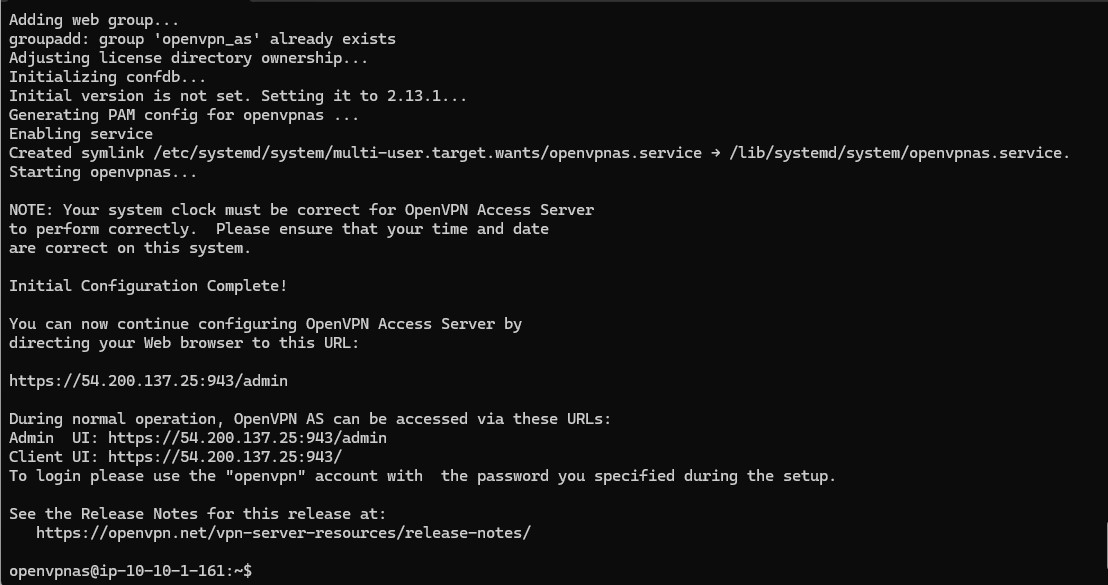 Adding web group...
groupadd: group 'openvpn_as' already exists
Adjusting license directory ownership...
Initializing confdb...
Initial version is not set. Setting it to 2.13.1...
Generating PAM config for openvpnas ...
Enabling service
Created symlink /etc/systemd/system/multi-user.target.wants/openvpnas.service → /lib/systemd/system/openvpnas.service.
Starting openvpnas...

NOTE: Your system clock must be correct for OpenVPN Access Server
to perform correctly.  Please ensure that your time and date
are correct on this system.

Initial Configuration Complete!

You can now continue configuring OpenVPN Access Server by
directing your Web browser to this URL:

https://54.200.137.25:943/admin

During normal operation, OpenVPN AS can be accessed via these URLs:
Admin  UI: https://54.200.137.25:943/admin
Client UI: https://54.200.137.25:943/
To login please use the "openvpn" account with  the password you specified during the setup.

See the Release Notes for this release at:
   https://openvpn.net/vpn-server-resources/release-notes/

openvpnas@ip-10-10-1-161:~$